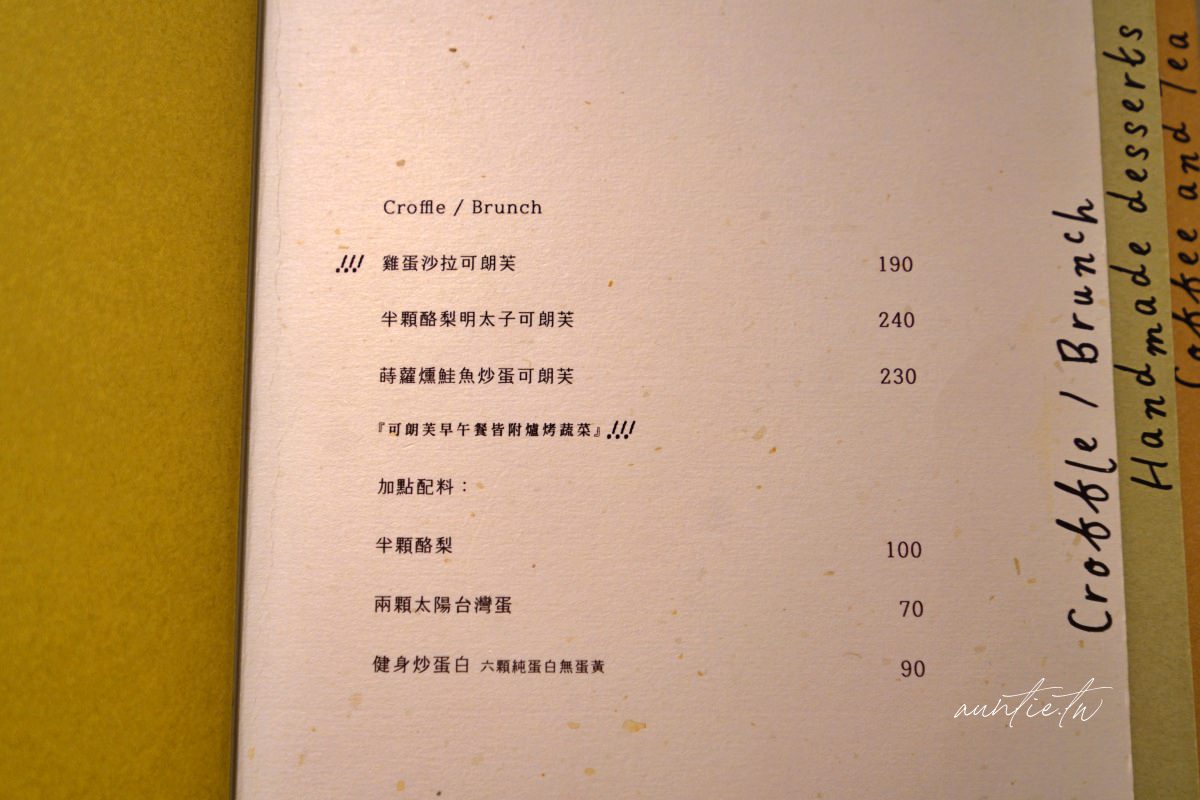 Croffle / Brunch
雞蛋沙拉可朗芙 190
半顆酪梨明太子可朗芙 240
蒔蘿燻鮭魚炒蛋可朗芙 230
『可朗芙早午餐皆附爐烤蔬菜』
加點配料：
半顆酪梨 100
兩顆太陽台灣蛋 70
健身炒蛋白 六顆純蛋白無蛋黃 90
Croffle / Brunch
Handmade desserts
Coffee and Tea
auntie.tw